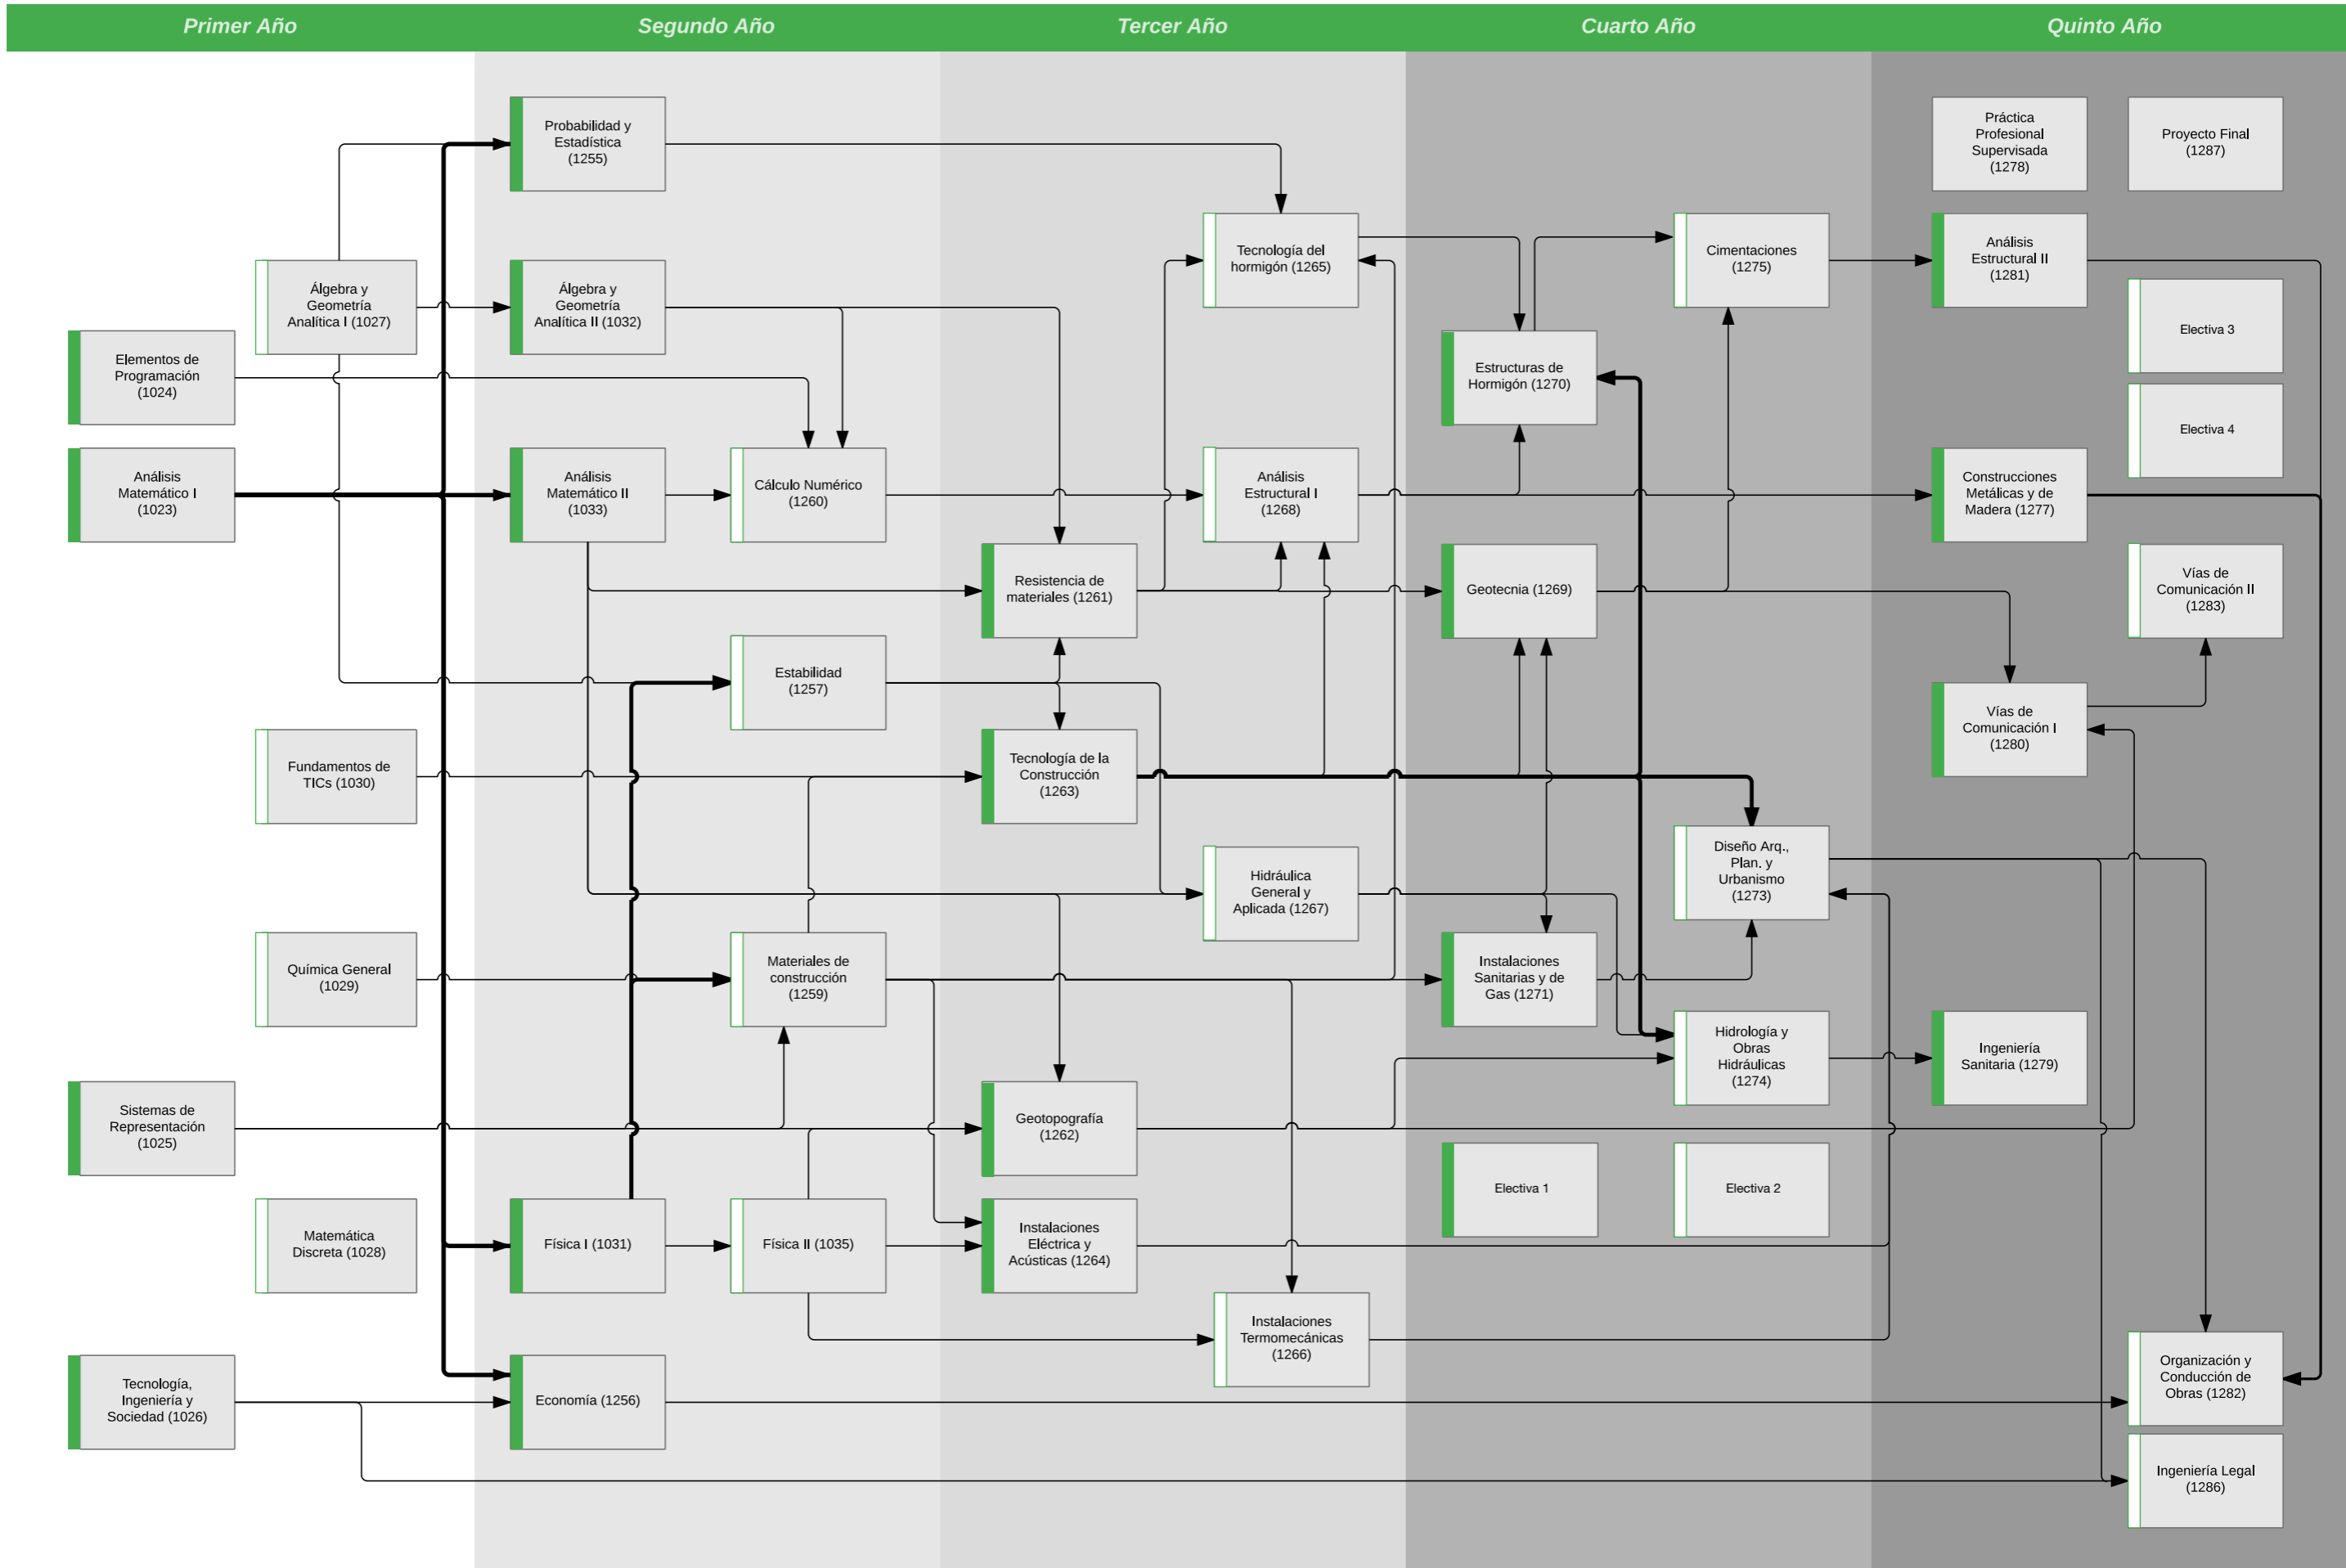 Primer Año
Segundo Año
Tercer Año
Cuarto Año
Quinto Año
Álgebra y
Geometría
Analítica I (1027)
Elementos de
Programación
(1024)
Análisis
Matemático I
(1023)
Fundamentos de
TICs (1030)
Química General
(1029)
Sistemas de
Representación
(1025)
Matemática
Discreta (1028)
Tecnología,
Ingeniería y
Sociedad (1026)
Probabilidad y
Estadística
(1255)
Álgebra y
Geometría
Analítica II (1032)
Análisis
Matemático II
(1033)
Cálculo Numérico
(1260)
Estabilidad
(1257)
Materiales de
construcción
(1259)
Física I (1031)
Física II (1035)
Economía (1256)
Tecnología del
hormigón (1265)
Análisis
Estructural I
(1268)
Resistencia de
materiales (1261)
Tecnología de la
Construcción
(1263)
Hidráulica
General y
Aplicada (1267)
Geotopografía
(1262)
Instalaciones
Eléctrica y
Acústicas (1264)
Instalaciones
Termomecánicas
(1266)
Cimentaciones
(1275)
Estructuras de
Hormigón (1270)
Geotecnia (1269)
Diseño Arq.,
Plan. y
Urbanismo
(1273)
Instalaciones
Sanitarias y de
Gas (1271)
Hidrología y
Obras
Hidráulicas
(1274)
Electiva 1
Electiva 2
Práctica
Profesional
Supervisada
(1278)
Proyecto Final
(1287)
Análisis
Estructural II
(1281)
Electiva 3
Electiva 4
Construcciones
Metálicas y de
Madera (1277)
Vías de
Comunicación II
(1283)
Vías de
Comunicación I
(1280)
Ingeniería
Sanitaria (1279)
Organización y
Conducción de
Obras (1282)
Ingeniería Legal
(1286)